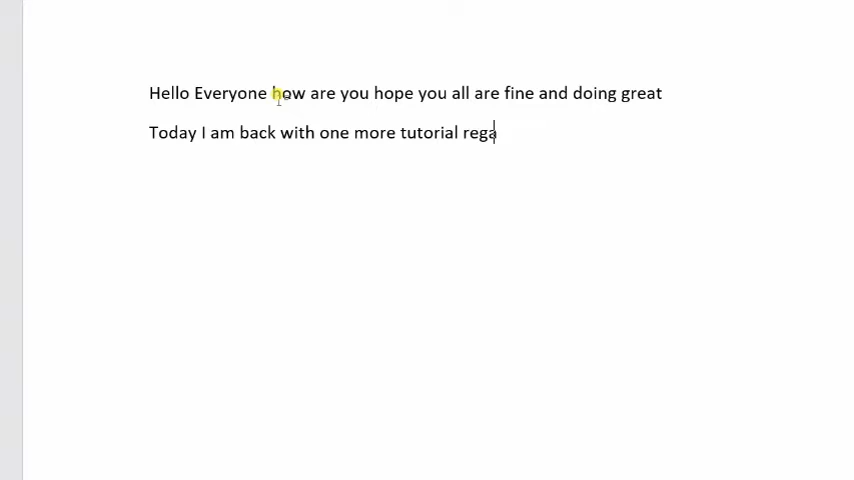 Hello Everyone how are you hope you all are fine and doing great
Today I am back with one more tutorial rega